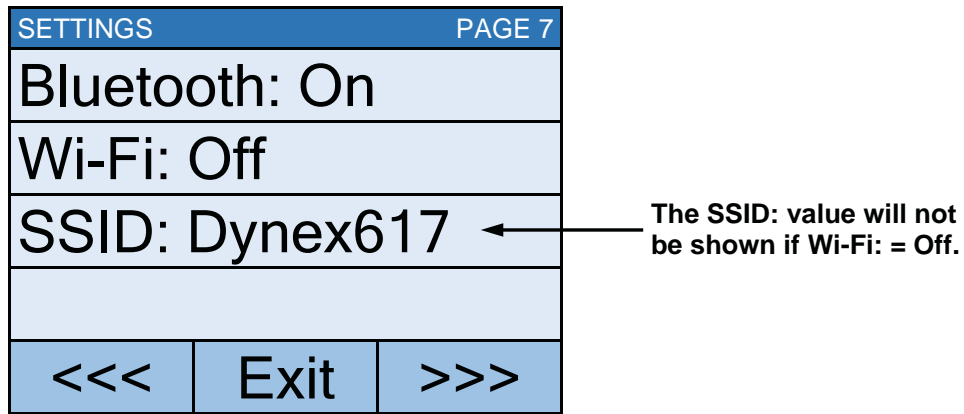 SETTINGS PAGE 7
Bluetooth: On
Wi-Fi: Off
SSID: Dynex617
The SSID: value will not
be shown if Wi-Fi: = Off.
<<< Exit >>>